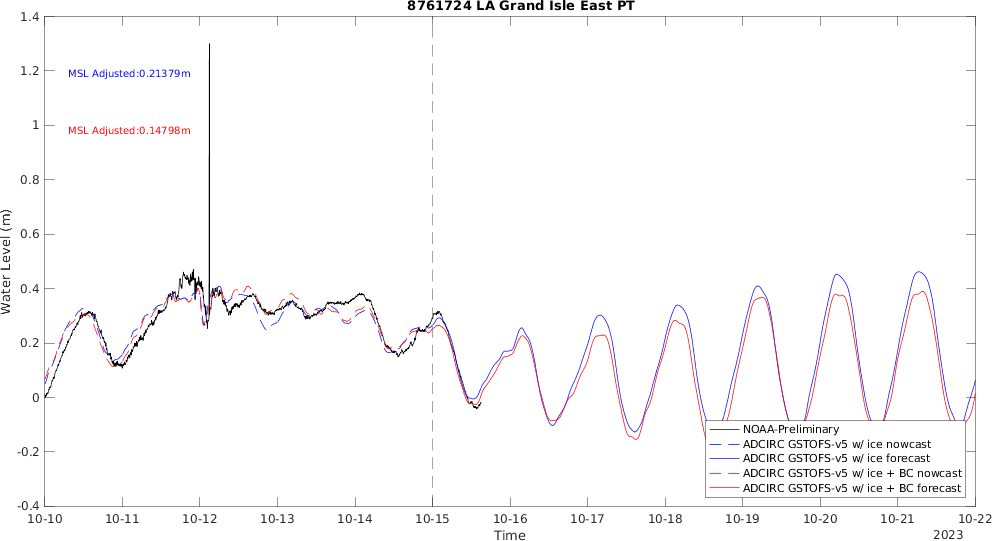 8761724 LA Grand Isle East PT
1.4
1.2
1
0.8
0.6
0.4
0.2
0
-0.2
-0.4
Water Level (m)
MSL Adjusted:0.21379m
MSL Adjusted:0.14798m
NOAA-Preliminary
ADCIRC GSTOFS-v5 w/ ice nowcast
ADCIRC GSTOFS-v5 w/ ice forecast
ADCIRC GSTOFS-v5 w/ ice + BC nowcast
ADCIRC GSTOFS-v5 w/ ice + BC forecast
10-10 10-11 10-12 10-13 10-14 10-15 10-16 10-17 10-18 10-19 10-20 10-21 10-22
Time
2023